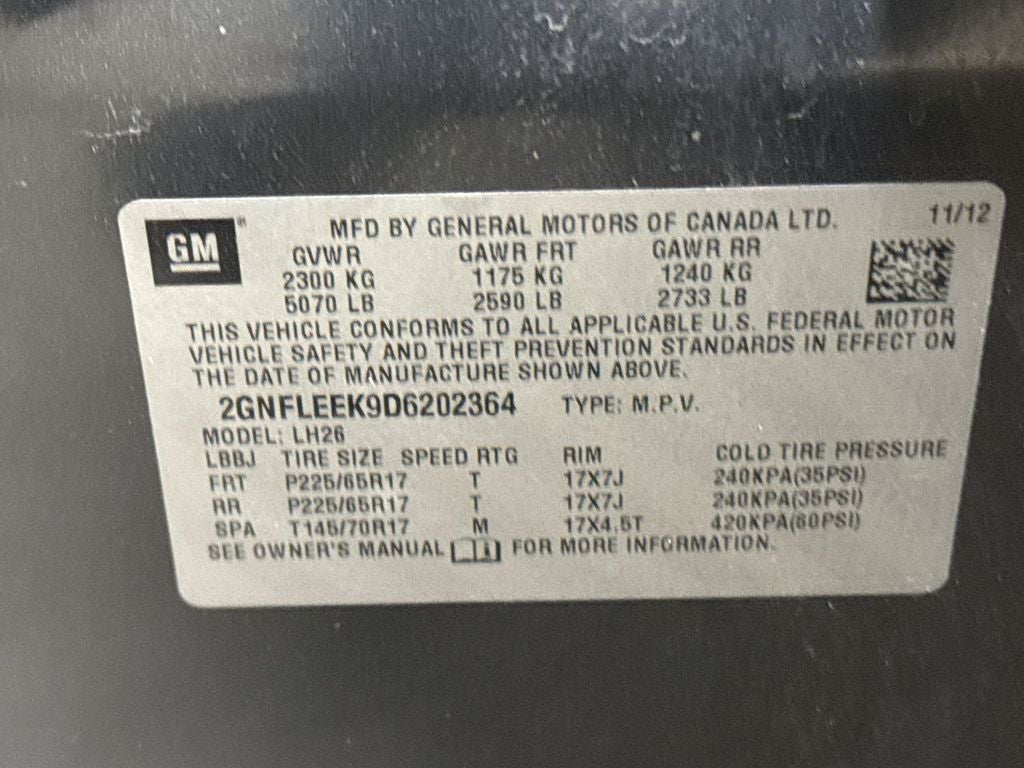 GM® MFD BY GENERAL MOTORS OF CANADA LTD. 11/12
GVWR GAWR FRT GAWR RR
2300 KG 1175 KG 1240 KG
5070 LB 2590 LB 2733 LB
THIS VEHICLE CONFORMS TO ALL APPLICABLE U.S. FEDERAL MOTOR
VEHICLE SAFETY AND THEFT PREVENTION STANDARDS IN EFFECT ON
THE DATE OF MANUFACTURE SHOWN ABOVE.
2GNFLEEK9D6202364 TYPE: M.P.V.
MODEL: LH26
LBBJ TIRE SIZE SPEED RTG RIM COLD TIRE PRESSURE
FRT P225/65R17 T 17X7J 240KPA(35PSI)
RR P225/65R17 T 17X7J 240KPA(35PSI)
SPA T145/70R17 M 17X4.5T 420KPA(60PSI)
SEE OWNER'S MANUAL FOR MORE INFORMATION.